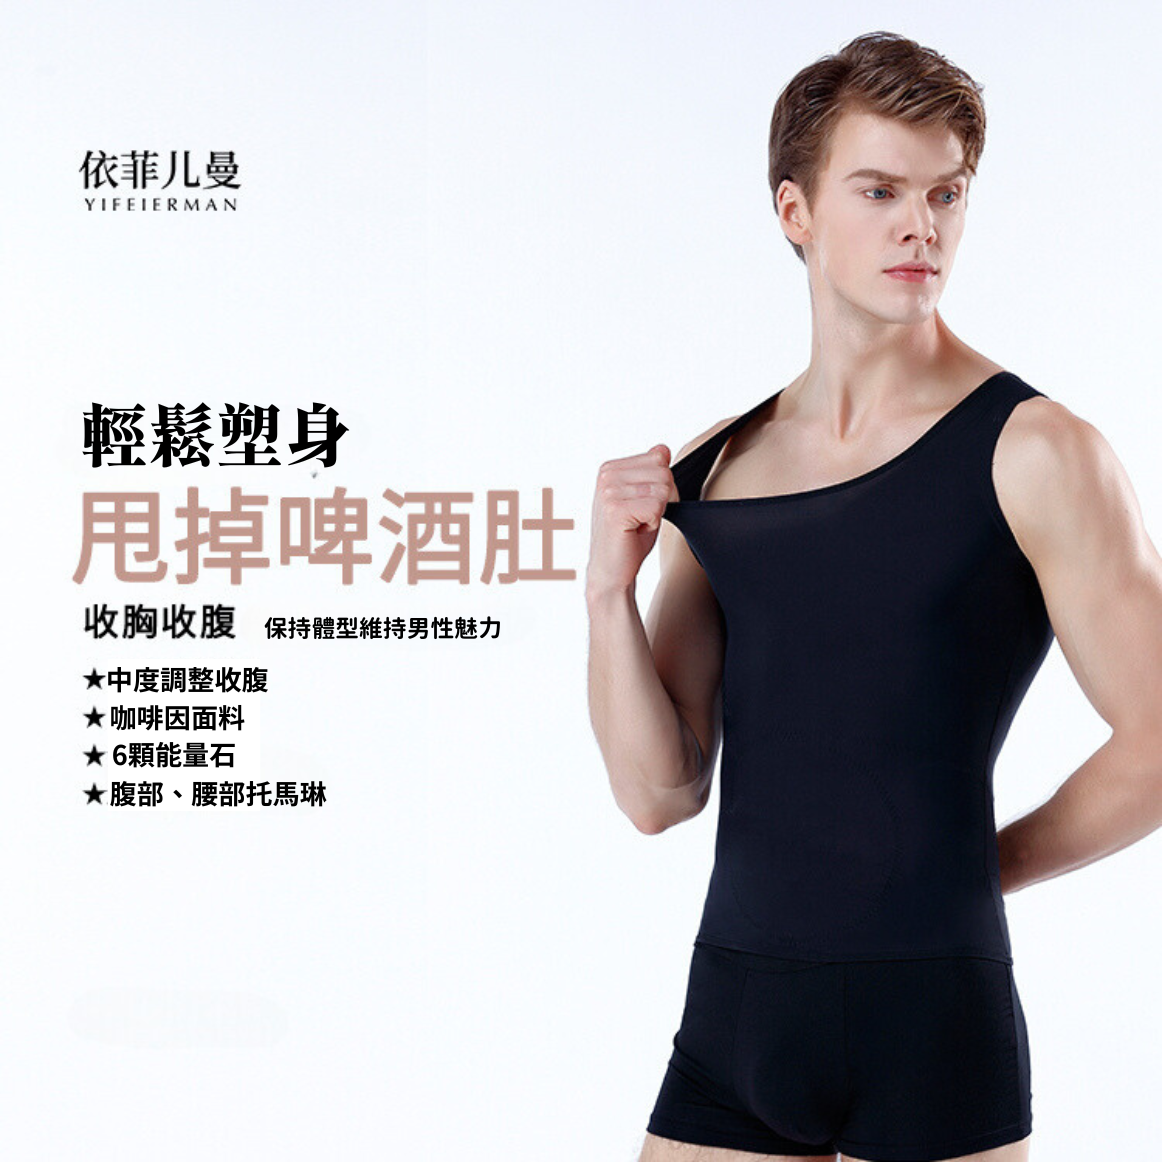 依菲儿曼
YIFEIERMAN
輕鬆塑身
甩掉啤酒肚
收胸收腹 保持體型維持男性魅力
★中度調整收腹
★咖啡因面料
★6顆能量石
★腹部、腰部托馬琳